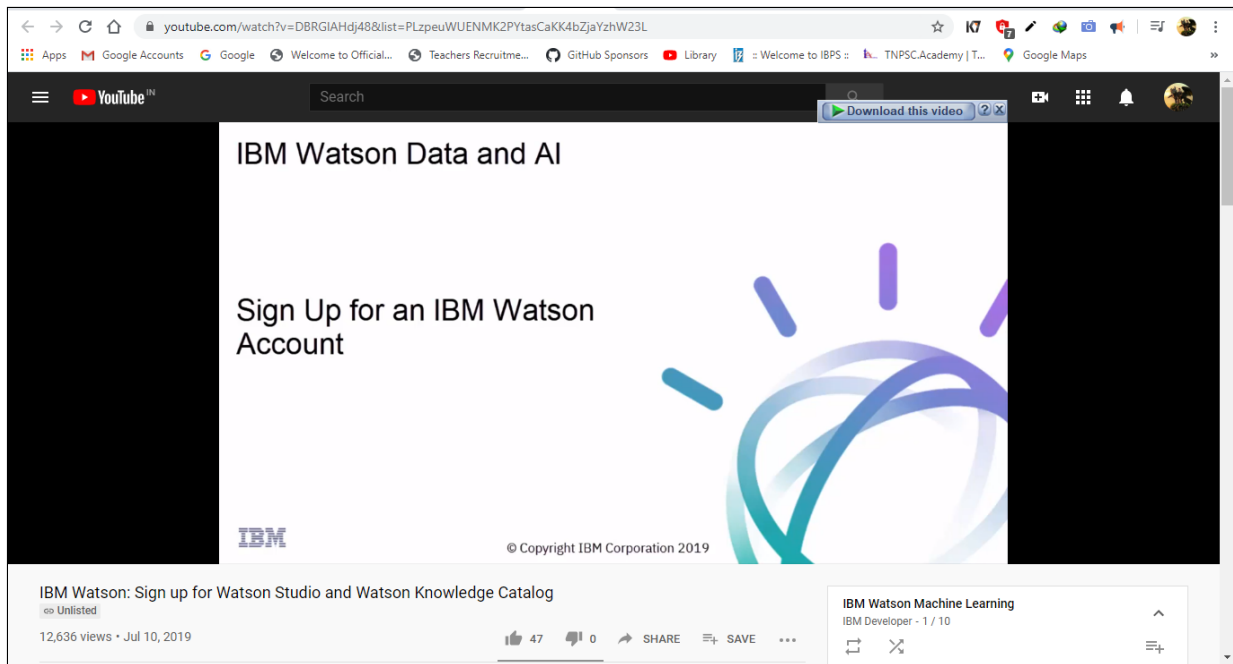 youtube.com/watch?v=DBRGIAHdj48&list=PLzpeuWUENMK2PYtasCaKK4bZjaYzhW23L
K7
7
Apps Google Accounts Google Welcome to Official... Teachers Recruitme... GitHub Sponsors Library :: Welcome to IBPS :: TNPSC.Academy | T... Google Maps »
YouTube IN
Search
Download this video ? X
IBM Watson Data and AI
Sign Up for an IBM Watson
Account
IBM
© Copyright IBM Corporation 2019
IBM Watson: Sign up for Watson Studio and Watson Knowledge Catalog
Unlisted
12,636 views • Jul 10, 2019
47 0 SHARE SAVE
IBM Watson Machine Learning
IBM Developer - 1 / 10